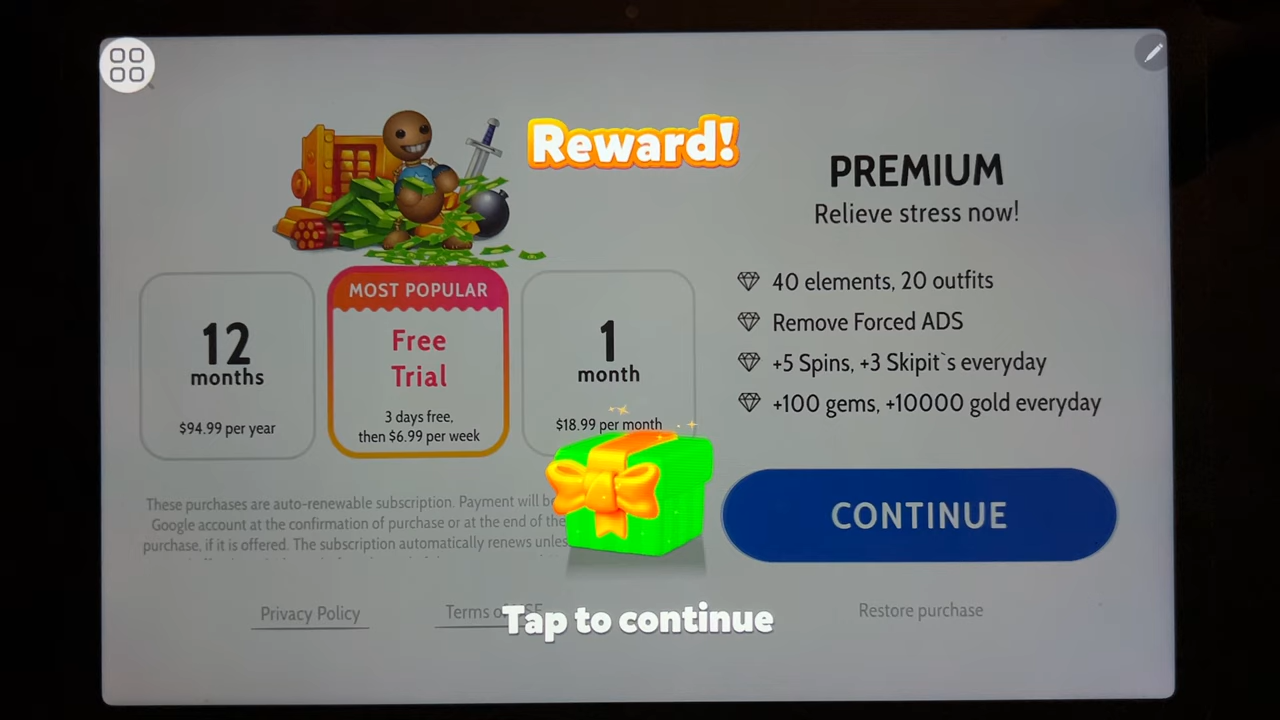 Reward!
PREMIUM
Relieve stress now!
12
months
$94.99 per year
MOST POPULAR
Free
Trial
3 days free,
then $6.99 per week
1
month
$18.99 per month
40 elements, 20 outfits
Remove Forced ADS
+5 Spins, +3 Skipit`s everyday
+100 gems, +10000 gold everyday
These purchases are auto-renewable subscription. Payment will be
Google account at the confirmation of purchase or at the end of the
purchase, if it is offered. The subscription automatically renews
CONTINUE
Privacy Policy
Terms
Tap to continue
Restore purchase